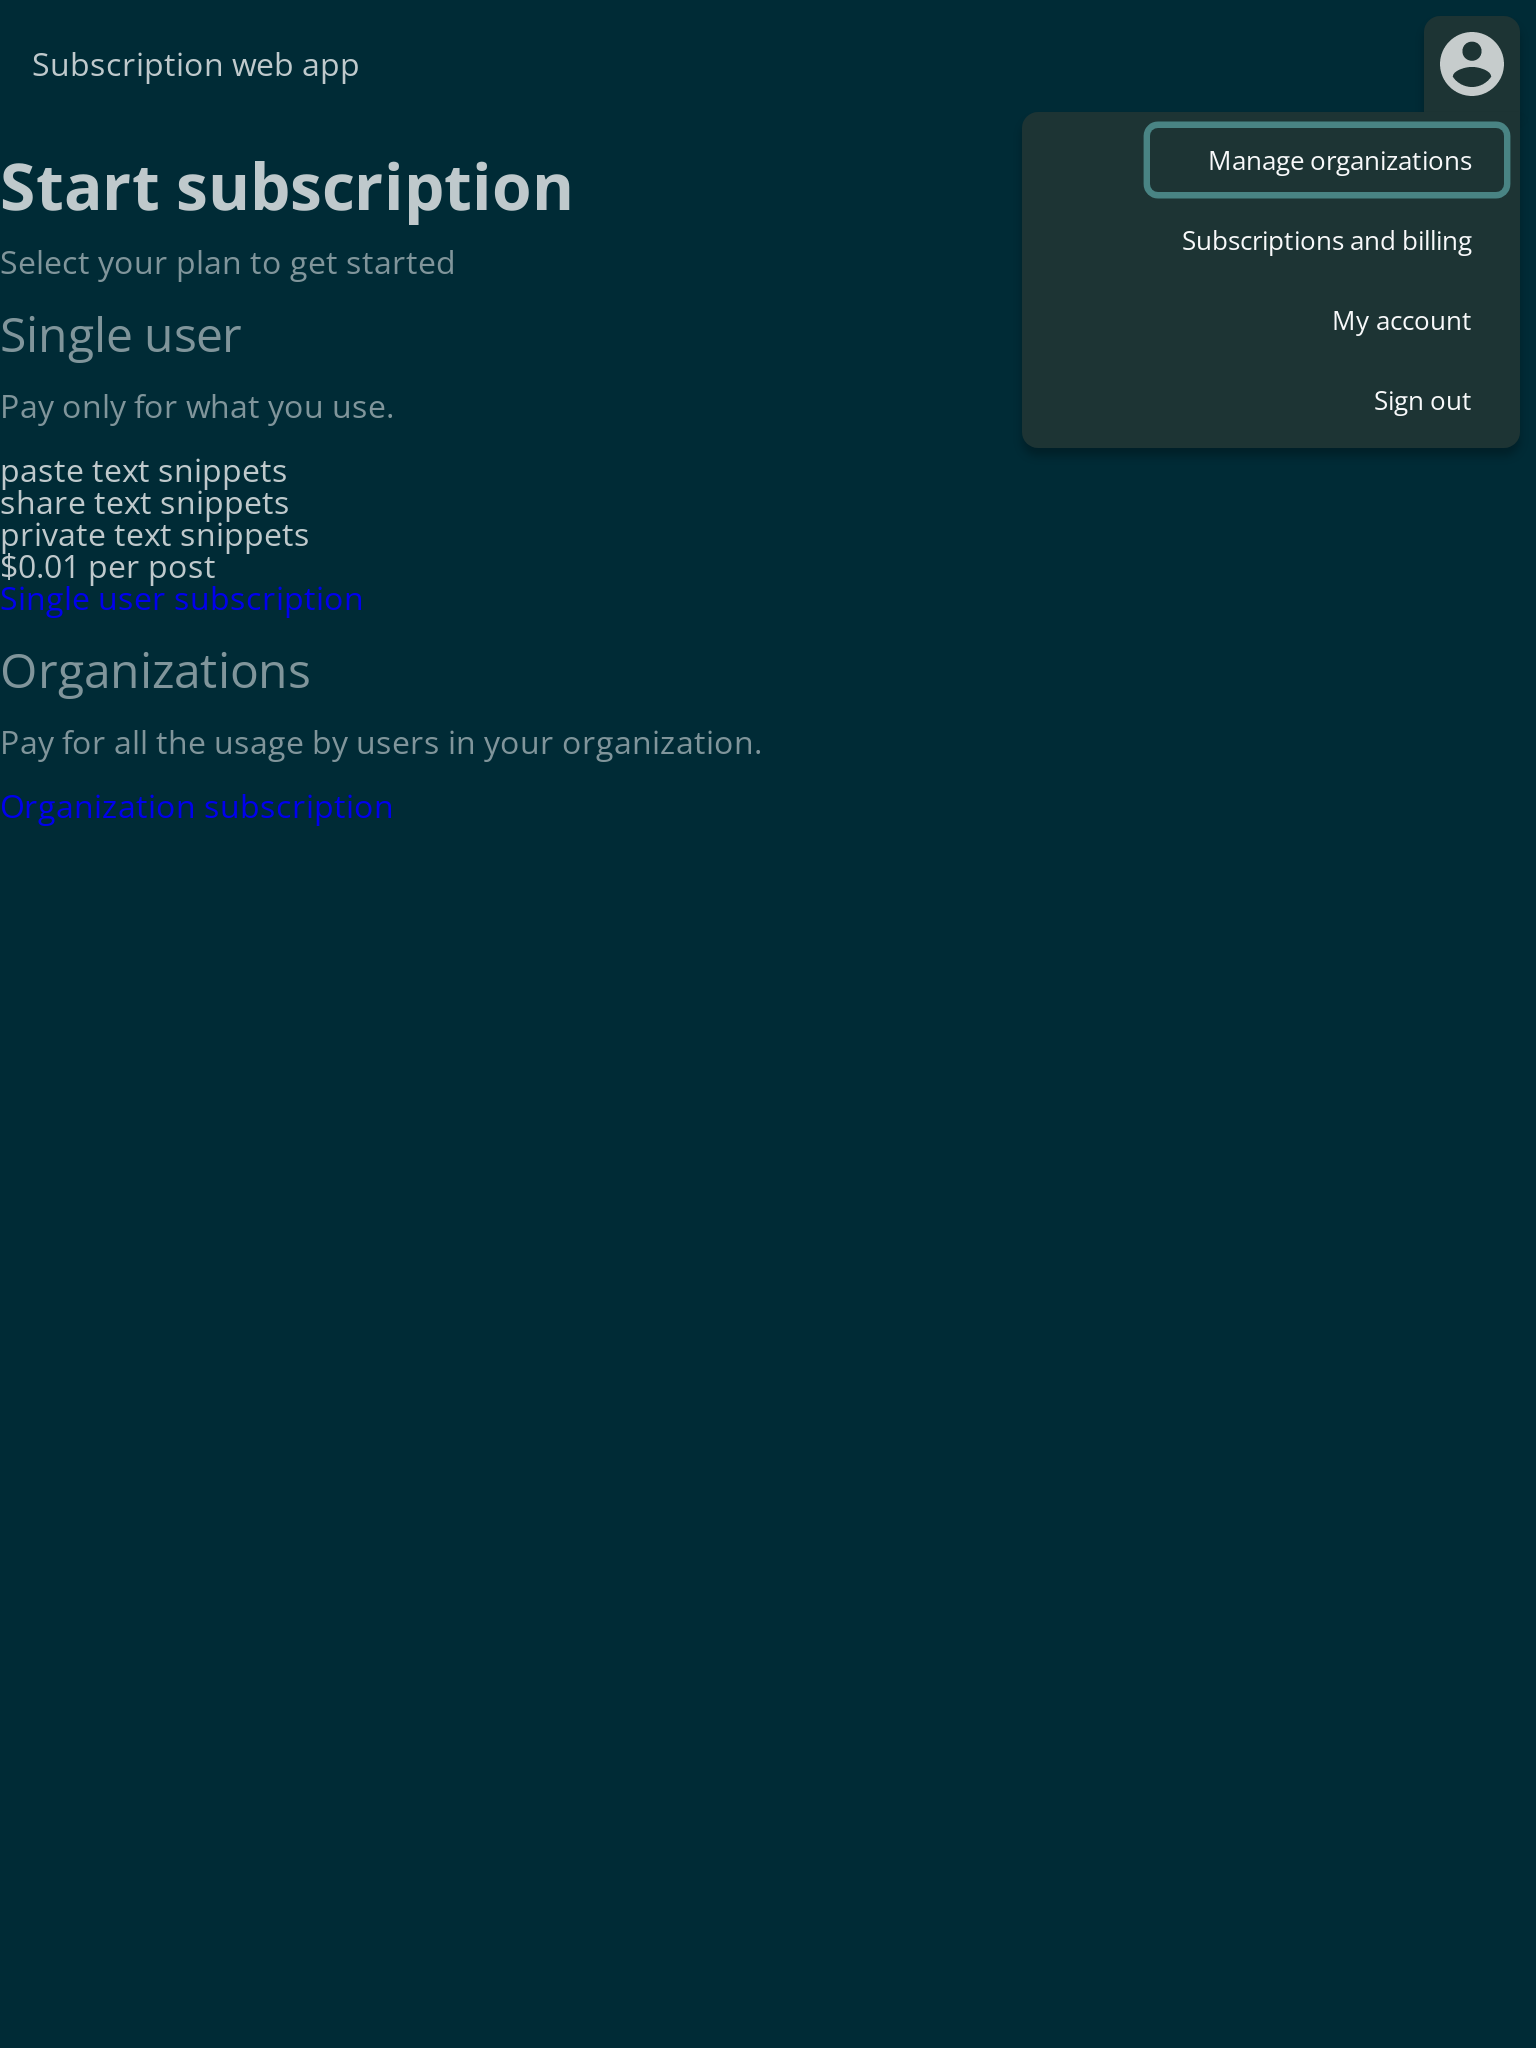 Subscription web app
Manage organizations
Subscriptions and billing
My account
Sign out
Start subscription
Select your plan to get started
Single user
Pay only for what you use.
paste text snippets
share text snippets
private text snippets
$0.01 per post
Single user subscription
Organizations
Pay for all the usage by users in your organization.
Organization subscription